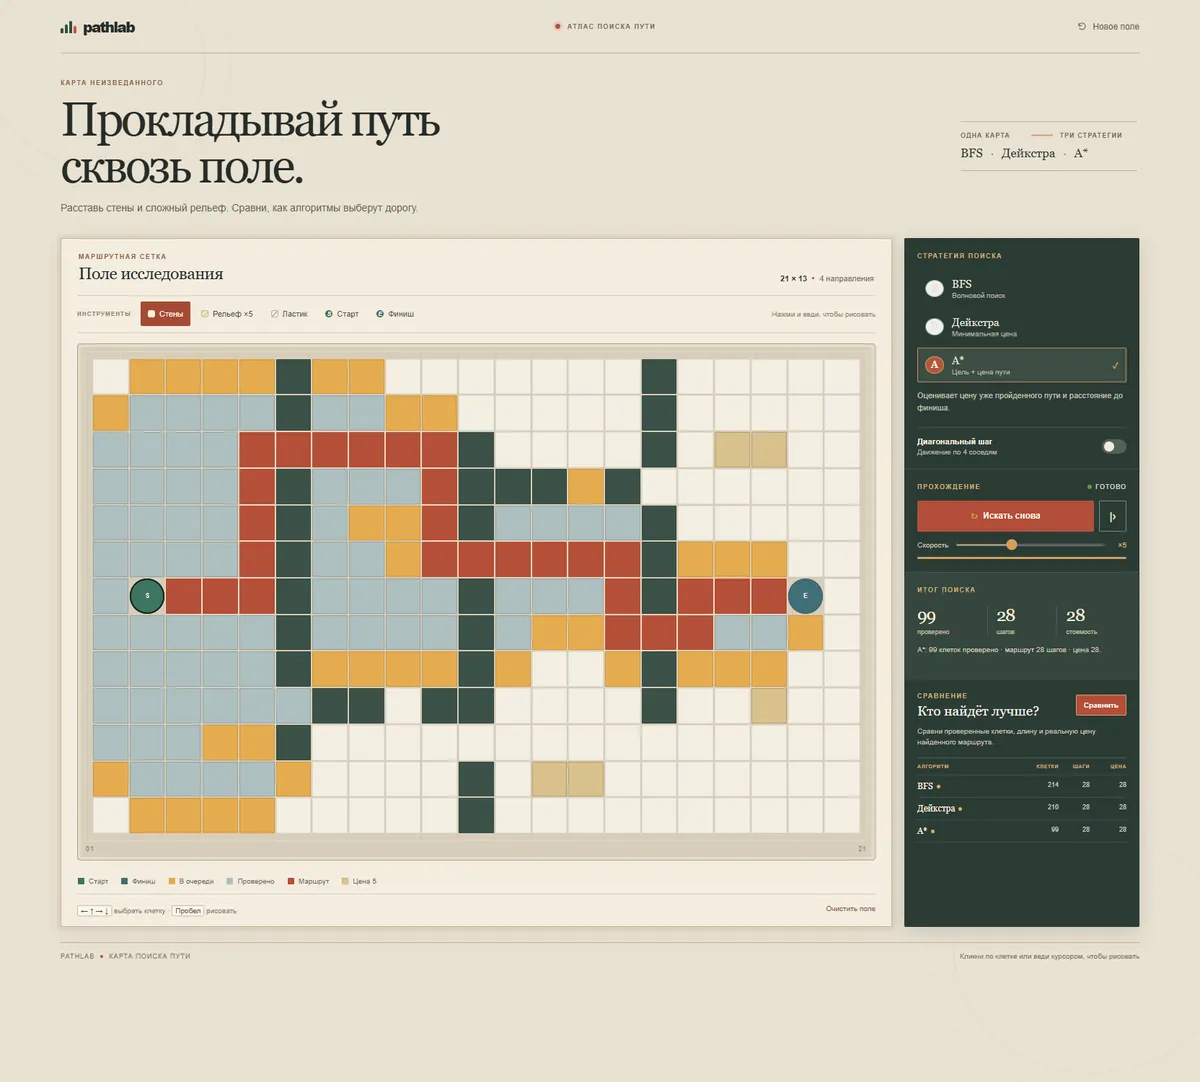 pathlab
АТЛАС ПОИСКА ПУТИ
Новое поле
КАРТА НЕИЗВЕДАННОГО
Прокладывай путь
сквозь поле.
Расставь стены и сложный рельеф. Сравни, как алгоритмы выберут дорогу.
ОДНА КАРТА ТРИ СТРАТЕГИИ
BFS · Дейкстра · A*
МАРШРУТНАЯ СЕТКА
Поле исследования
21 × 13 • 4 направления
ИНСТРУМЕНТЫ Стены Рельеф ×5 Ластик S Старт E Финиш
Нажми и веди, чтобы рисовать
S
E
01
21
Старт Финиш В очереди Проверено Маршрут Цена 5
← ↑ → ↓ выбрать клетку · Пробел рисовать
Очистить поле
СТРАТЕГИЯ ПОИСКА
BFS
Волновой поиск
Дейкстра
Минимальная цена
A
A*
Цель + цена пути
✓
Оценивает цену уже пройденного пути и расстояние до
финиша.
Диагональный шаг
Движение по 4 соседям
ПРОХОЖДЕНИЕ
ГОТОВО
↻ Искать снова
Скорость ×5
ИТОГ ПОИСКА
99 28 28
проверено шагов стоимость
A*: 99 клеток проверено · маршрут 28 шагов · цена 28.
СРАВНЕНИЕ
Кто найдёт лучше?
Сравнить
Сравни проверенные клетки, длину и реальную цену
найденного маршрута.
АЛГОРИТМ КЛЕТКИ ШАГИ ЦЕНА
BFS 214 28 28
Дейкстра 210 28 28
A* 99 28 28
PATHLAB • КАРТА ПОИСКА ПУТИ
Кликни по клетке или веди курсором, чтобы рисовать